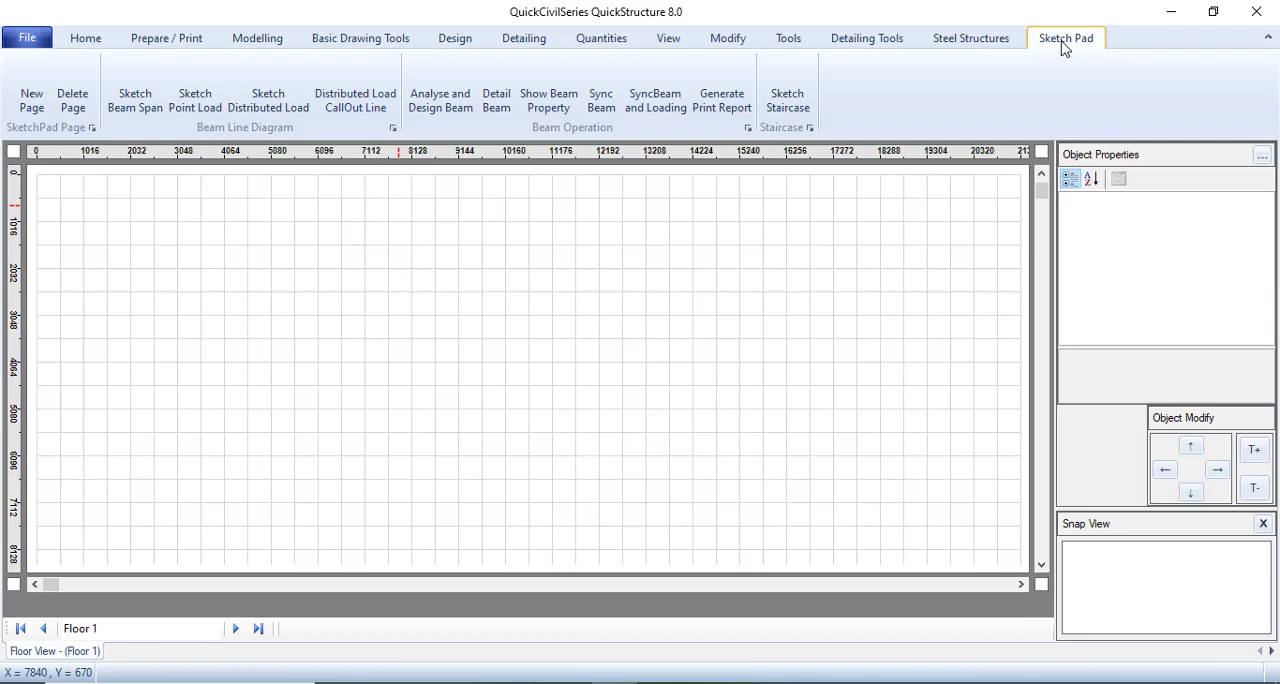 QuickCivilSeries QuickStructure 8.0
File Home Prepare / Print Modelling Basic Drawing Tools Design Detailing Quantities View Modify Tools Detailing Tools Steel Structures Sketch Pad
New Page
Delete Page
Sketch Beam Span
Sketch Point Load
Sketch Distributed Load
Distributed Load CallOut Line
Analyse and Design Beam
Detail Beam
Show Beam Property
Sync Beam
SyncBeam and Loading
Generate Print Report
Sketch Staircase
SketchPad Page Beam Line Diagram Beam Operation Staircase
0 1016 2032 3048 4064 5080 6096 7112 8128 9144 10160 11176 12192 13208 14224 15240 16256 17272 18288 19304 20320 213
0
1016
2032
3048
4064
5080
6096
7112
8128
Object Properties ...
A Z
Object Modify
T+
T-
Snap View X
Floor 1
Floor View - (Floor 1)
X = 7840 , Y = 670